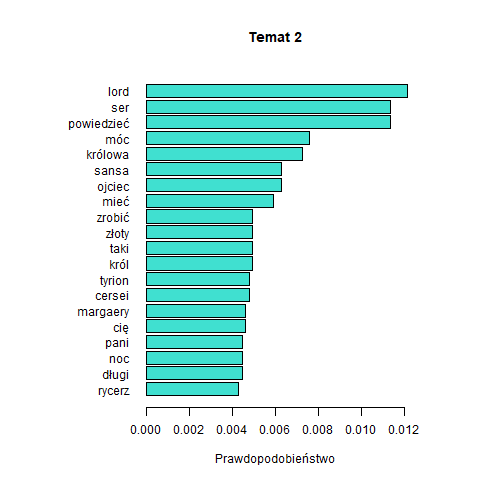 Temat 2
lord
ser
powiedzieć
móc
królowa
sansa
ojciec
mieć
zrobić
złoty
taki
król
tyrion
cersei
margaery
cię
pani
noc
długi
rycerz
0.000 0.002 0.004 0.006 0.008 0.010 0.012
Prawdopodobieństwo